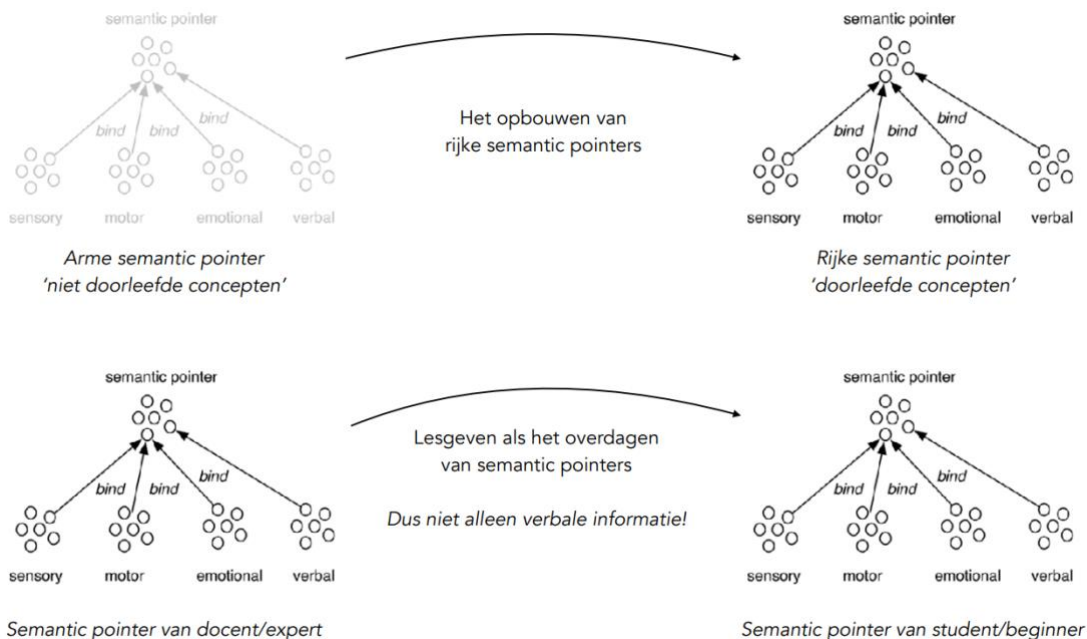 semantic pointer
bind
bind
bind
sensory
motor
emotional
verbal
Arme semantic pointer
‘niet doorleefde concepten’
Het opbouwen van
rijke semantic pointers
semantic pointer
bind
bind
bind
sensory
motor
emotional
verbal
Rijke semantic pointer
‘doorleefde concepten’
semantic pointer
bind
bind
bind
sensory
motor
emotional
verbal
Semantic pointer van docent/expert
Lesgeven als het overdagen
van semantic pointers
Dus niet alleen verbale informatie!
semantic pointer
bind
bind
bind
sensory
motor
emotional
verbal
Semantic pointer van student/beginner